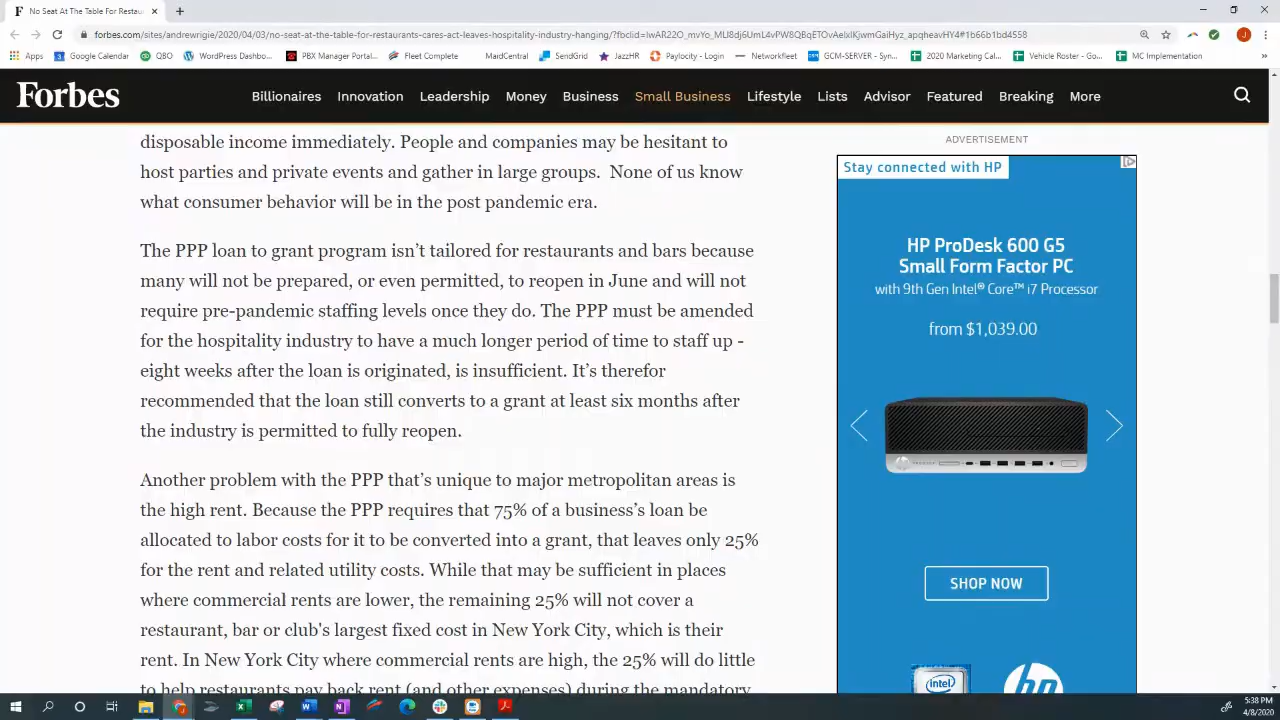 No Seat At The Table For Restau
forbes.com/sites/andrewrigie/2020/04/03/no-seat-at-the-table-for-restaurants-cares-act-leaves-hospitality-industry-hanging/
Apps Google Calendar QBO WordPress Dashboar... PBX Manager Portal... Fleet Complete MaidCentral SendGrid JazzHR Paylocity - Login Networkfleet GCM-SERVER - Syn... 2020 Marketing Cal... Vehicle Roster - Go... MC Implementation
Forbes
Billionaires Innovation Leadership Money Business Small Business Lifestyle Lists Advisor Featured Breaking More
disposable income immediately. People and companies may be hesitant to
host parties and private events and gather in large groups. None of us know
what consumer behavior will be in the post pandemic era.
The PPP loan to grant program isn’t tailored for restaurants and bars because
many will not be prepared, or even permitted, to reopen in June and will not
require pre-pandemic staffing levels once they do. The PPP must be amended
for the hospitality industry to have a much longer period of time to staff up -
eight weeks after the loan is originated, is insufficient. It’s therefor
recommended that the loan still converts to a grant at least six months after
the industry is permitted to fully reopen.
Another problem with the PPP that’s unique to major metropolitan areas is
the high rent. Because the PPP requires that 75% of a business’s loan be
allocated to labor costs for it to be converted into a grant, that leaves only 25%
for the rent and related utility costs. While that may be sufficient in places
where commercial rents are lower, the remaining 25% will not cover a
restaurant, bar or club's largest fixed cost in New York City, which is their
rent. In New York City where commercial rents are high, the 25% will do little
to help restaurants pay back rent (and other expenses) during the mandatory
ADVERTISEMENT
Stay connected with HP
HP ProDesk 600 G5
Small Form Factor PC
with 9th Gen Intel® Core™ i7 Processor
from $1,039.00
SHOP NOW
intel
hp
5:38 PM
4/8/2020